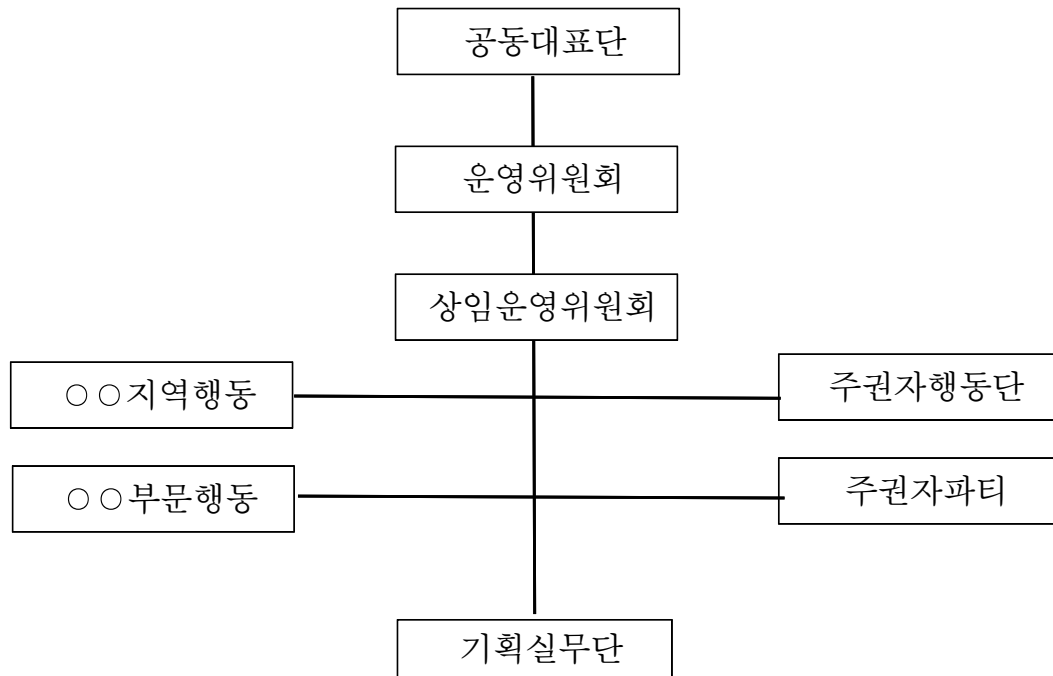 공동대표단
운영위원회
상임운영위원회
○○지역행동
주권자행동단
○○부문행동
주권자파티
기획실무단